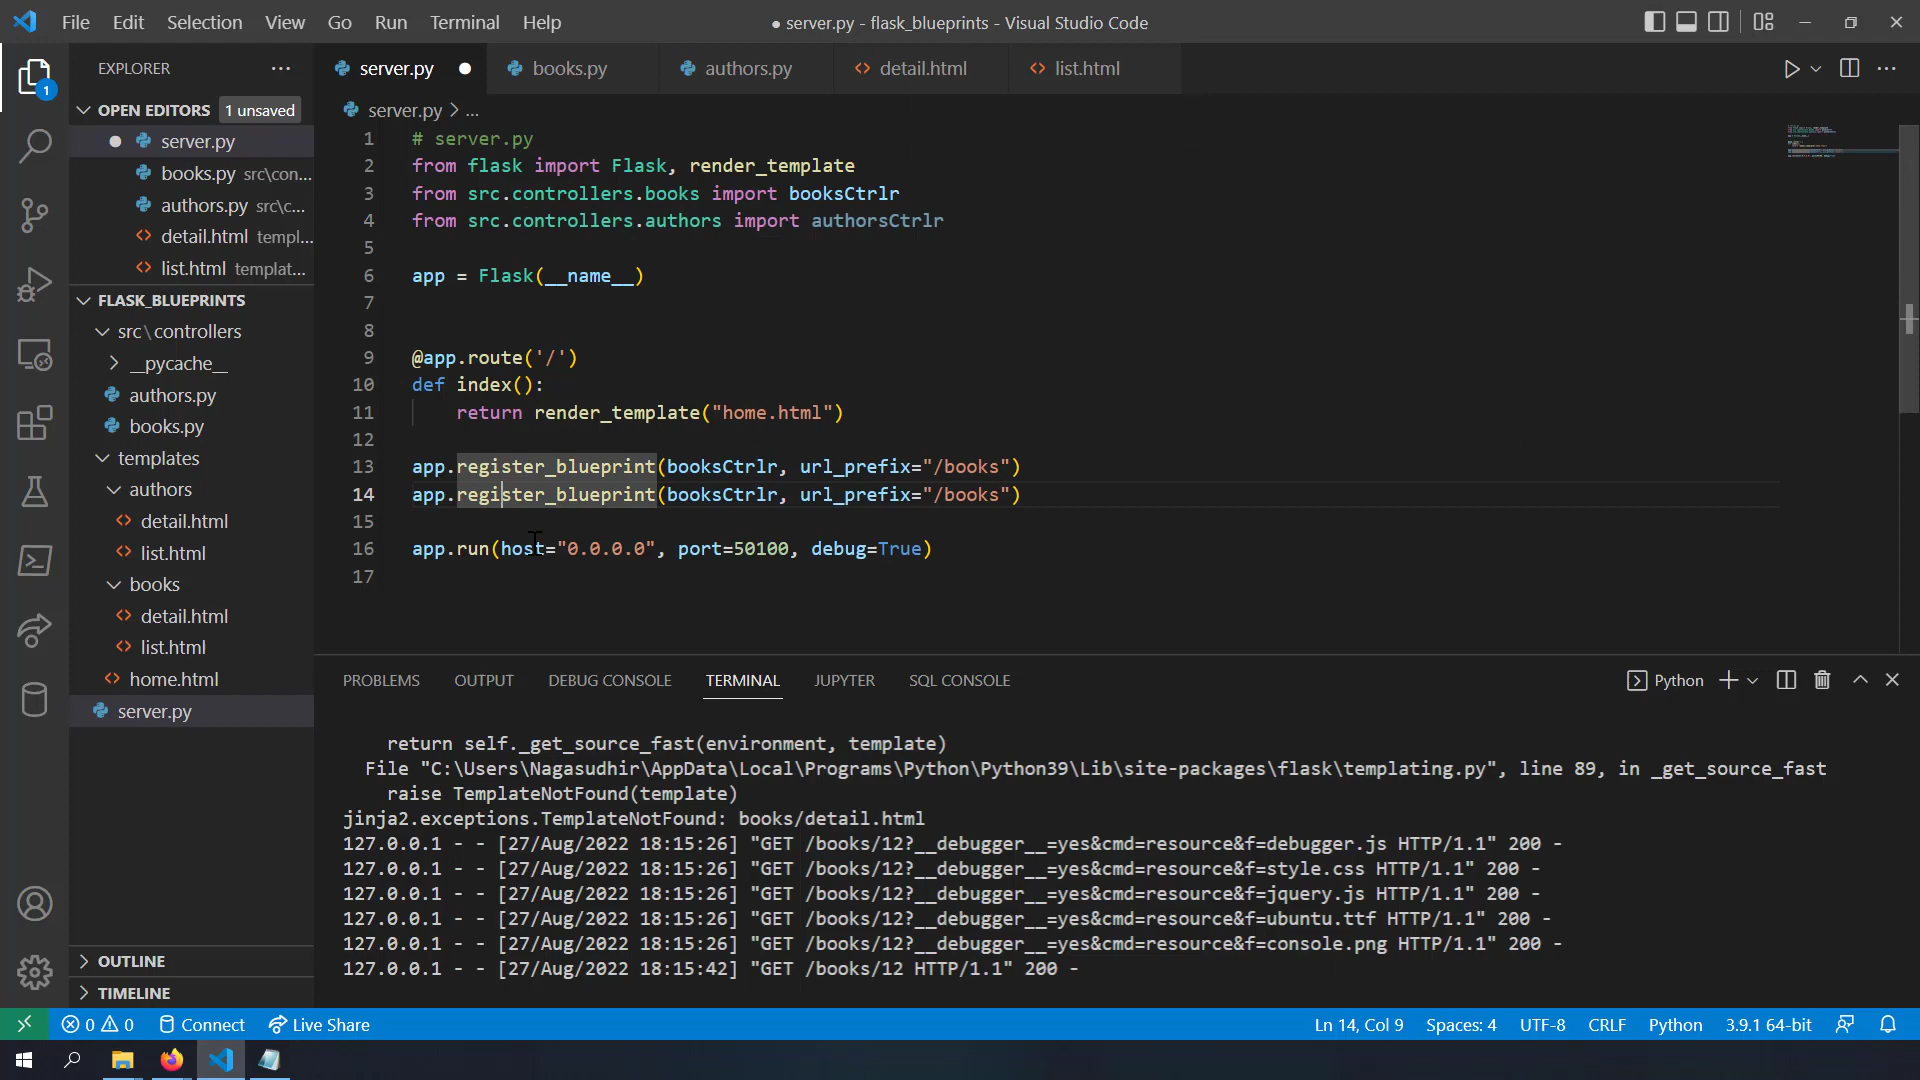 File Edit Selection View Go Run Terminal Help
● server.py - flask_blueprints - Visual Studio Code
EXPLORER ...
1
OPEN EDITORS 1 unsaved
server.py
books.py src\con...
authors.py src\c...
detail.html templ...
list.html templat...
FLASK_BLUEPRINTS
src\controllers
__pycache__
authors.py
books.py
templates
authors
detail.html
list.html
books
detail.html
list.html
home.html
server.py
OUTLINE
TIMELINE
server.py books.py authors.py detail.html list.html
server.py > ...
1 # server.py
2 from flask import Flask, render_template
3 from src.controllers.books import booksCtrlr
4 from src.controllers.authors import authorsCtrlr
5
6 app = Flask(__name__)
7
8
9 @app.route('/')
10 def index():
11 return render_template("home.html")
12
13 app.register_blueprint(booksCtrlr, url_prefix="/books")
14 app.register_blueprint(booksCtrlr, url_prefix="/books")
15
16 app.run(host="0.0.0.0", port=50100, debug=True)
17
PROBLEMS OUTPUT DEBUG CONSOLE TERMINAL JUPYTER SQL CONSOLE
Python
return self._get_source_fast(environment, template)
File "C:\Users\Nagasudhir\AppData\Local\Programs\Python\Python39\Lib\site-packages\flask\templating.py", line 89, in _get_source_fast
raise TemplateNotFound(template)
jinja2.exceptions.TemplateNotFound: books/detail.html
127.0.0.1 - - [27/Aug/2022 18:15:26] "GET /books/12?__debugger__=yes&cmd=resource&f=debugger.js HTTP/1.1" 200 -
127.0.0.1 - - [27/Aug/2022 18:15:26] "GET /books/12?__debugger__=yes&cmd=resource&f=style.css HTTP/1.1" 200 -
127.0.0.1 - - [27/Aug/2022 18:15:26] "GET /books/12?__debugger__=yes&cmd=resource&f=jquery.js HTTP/1.1" 200 -
127.0.0.1 - - [27/Aug/2022 18:15:26] "GET /books/12?__debugger__=yes&cmd=resource&f=ubuntu.ttf HTTP/1.1" 200 -
127.0.0.1 - - [27/Aug/2022 18:15:26] "GET /books/12?__debugger__=yes&cmd=resource&f=console.png HTTP/1.1" 200 -
127.0.0.1 - - [27/Aug/2022 18:15:42] "GET /books/12 HTTP/1.1" 200 -
0 0 Connect Live Share
Ln 14, Col 9 Spaces: 4 UTF-8 CRLF Python 3.9.1 64-bit